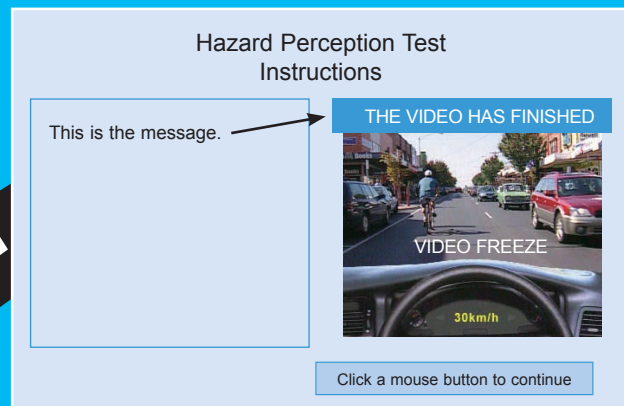 Hazard Perception Test
Instructions
This is the message.
THE VIDEO HAS FINISHED
Books
VIDEO FREEZE
30km/h
Click a mouse button to continue